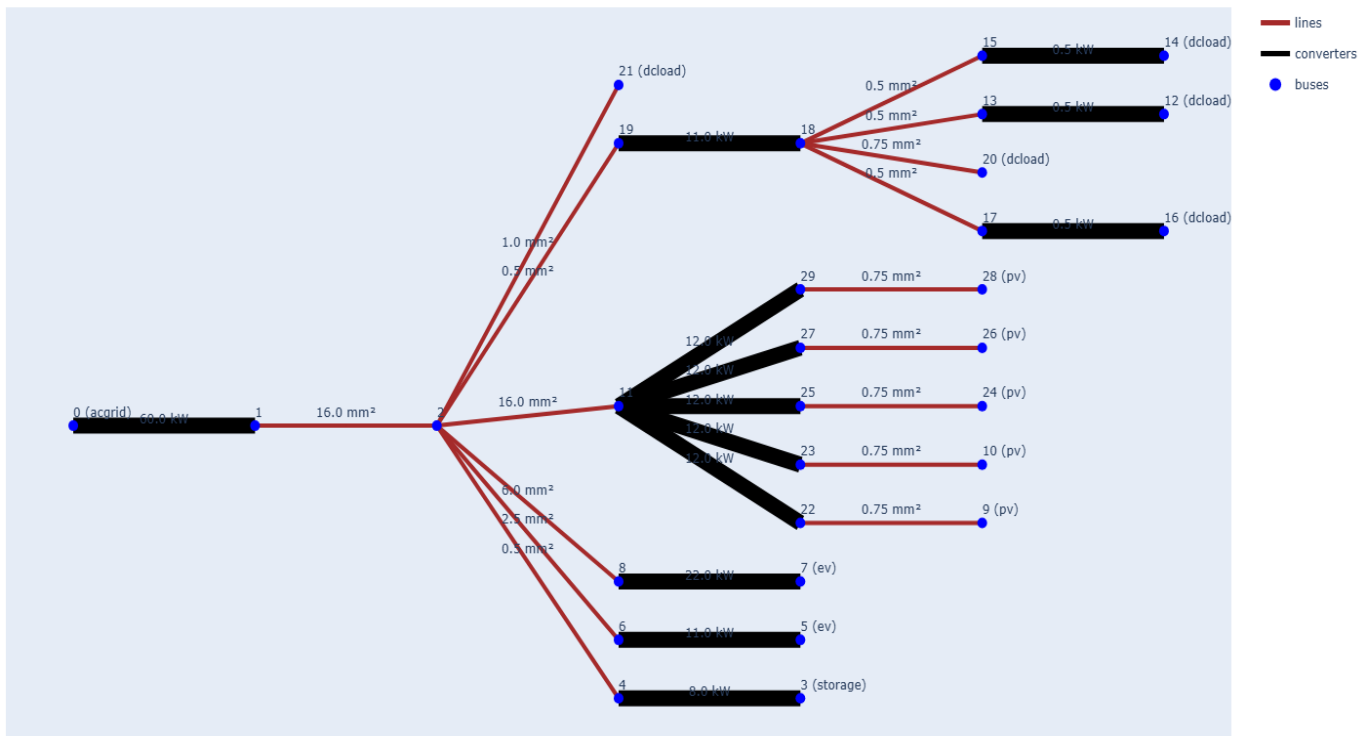 lines
converters
buses
15
0.5 kW
14 (dcload)
21 (dcload)
0.5 mm²
13
0.5 kW
12 (dcload)
0.5 mm²
19
11.0 kW
18
0.75 mm²
20 (dcload)
0.5 mm²
17
0.5 kW
16 (dcload)
1.0 mm²
0.5 mm²
29
0.75 mm²
28 (pv)
12.0 kW
27
0.75 mm²
26 (pv)
12.0 kW
0 (acgrid)
60.0 kW
1
16.0 mm²
2
16.0 mm²
11
12.0 kW
25
0.75 mm²
24 (pv)
12.0 kW
23
0.75 mm²
10 (pv)
12.0 kW
22
0.75 mm²
9 (pv)
6.0 mm²
2.5 mm²
0.5 mm²
8
22.0 kW
7 (ev)
6
11.0 kW
5 (ev)
4
8.0 kW
3 (storage)